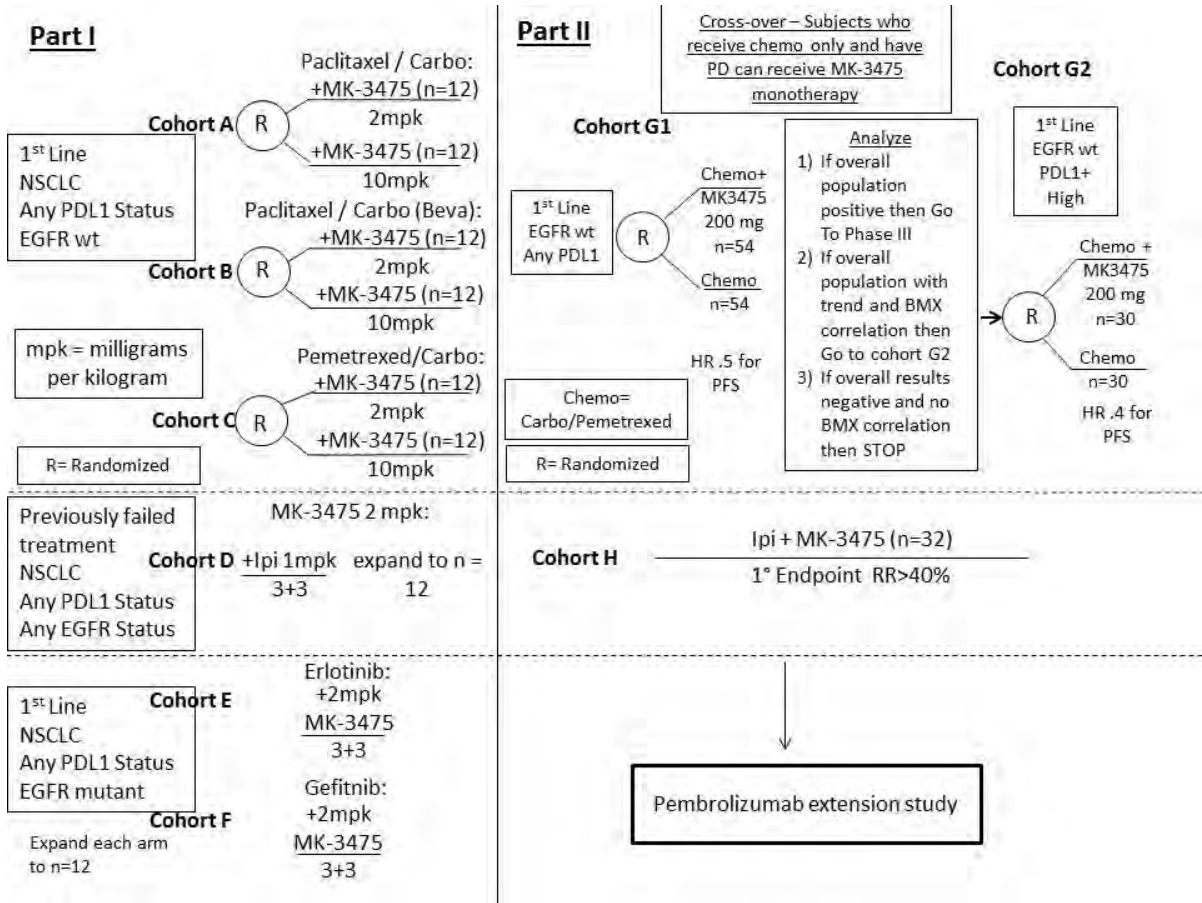 Part I
Paclitaxel / Carbo:
+MK-3475 (n=12)
2mpk
Cohort A
R
+MK-3475 (n=12)
10mpk
1st Line
NSCLC
Any PDL1 Status
EGFR wt
Paclitaxel / Carbo (Beva):
+MK-3475 (n=12)
2mpk
Cohort B
R
+MK-3475 (n=12)
10mpk
mpk = milligrams
per kilogram
Pemetrexed/Carbo:
+MK-3475 (n=12)
2mpk
Cohort C
R
+MK-3475 (n=12)
10mpk
R= Randomized
Previously failed
treatment
NSCLC
Any PDL1 Status
Any EGFR Status
MK-3475 2 mpk:
Cohort D
+Ipi 1mpk
3+3
expand to n =
12
1st Line
NSCLC
Any PDL1 Status
EGFR mutant
Cohort E
Erlotinib:
+2mpk
MK-3475
3+3
Cohort F
Gefitnib:
+2mpk
MK-3475
3+3
Expand each arm
to n=12
Part II
Cross-over – Subjects who
receive chemo only and have
PD can receive MK-3475
monotherapy
Cohort G1
1st Line
EGFR wt
Any PDL1
R
Chemo+
MK3475
200 mg
n=54
Chemo
n=54
HR .5 for
PFS
Chemo=
Carbo/Pemetrexed
R= Randomized
Analyze
1) If overall
population
positive then Go
To Phase III
2) If overall
population with
trend and BMX
correlation then
Go to cohort G2
3) If overall results
negative and no
BMX correlation
then STOP
Cohort G2
1st Line
EGFR wt
PDL1+
High
R
Chemo +
MK3475
200 mg
n=30
Chemo
n=30
HR .4 for
PFS
Cohort H
Ipi + MK-3475 (n=32)
1° Endpoint RR>40%
Pembrolizumab extension study